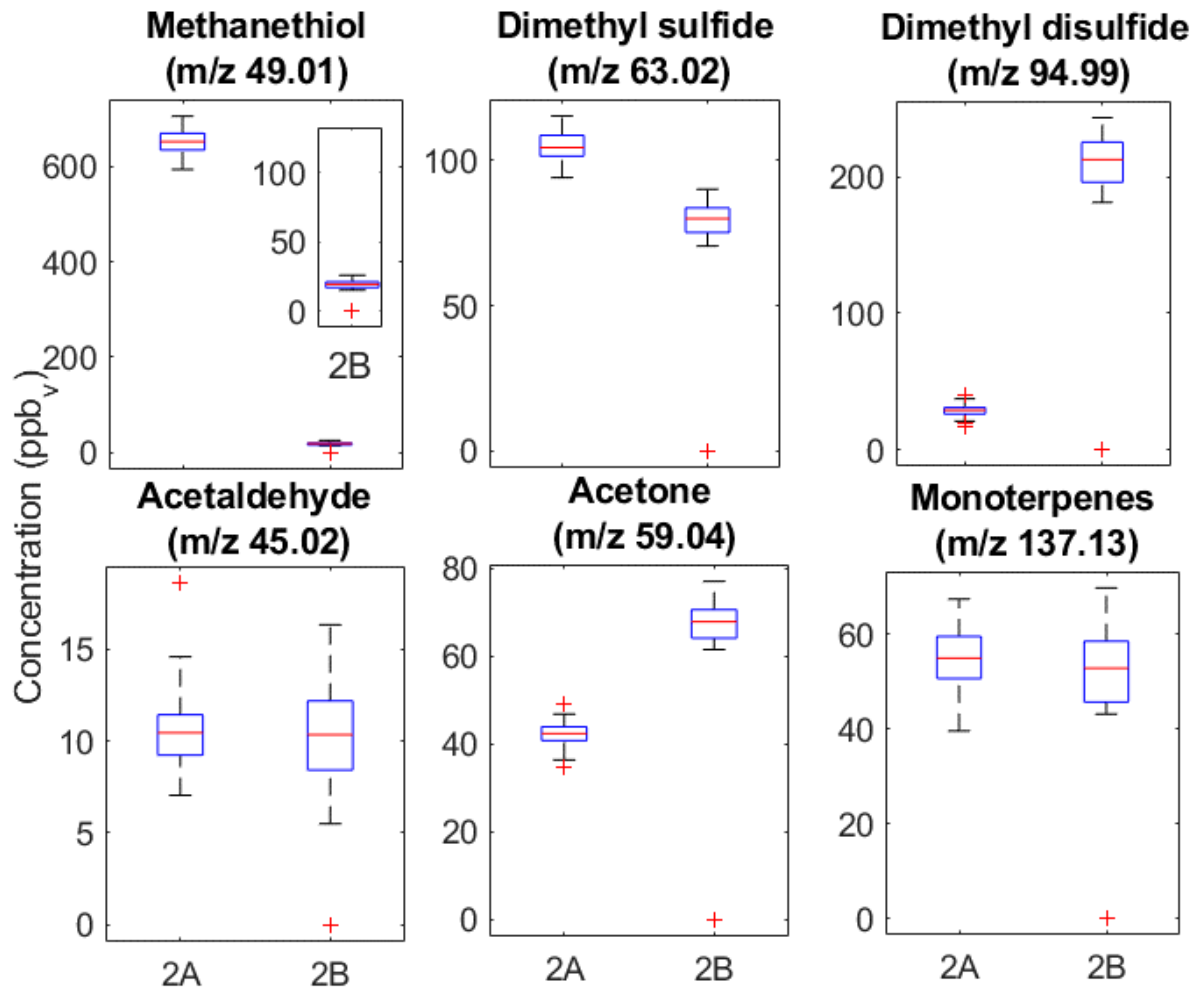 Methanethiol
(m/z 49.01)
Dimethyl sulfide
(m/z 63.02)
Dimethyl disulfide
(m/z 94.99)
600
400
200
0
100
50
0
2B
100
50
0
200
100
0
Concentration (ppbv)
Acetaldehyde
(m/z 45.02)
Acetone
(m/z 59.04)
Monoterpenes
(m/z 137.13)
15
10
5
0
2A
2B
80
60
40
20
0
2A
2B
60
40
20
0
2A
2B